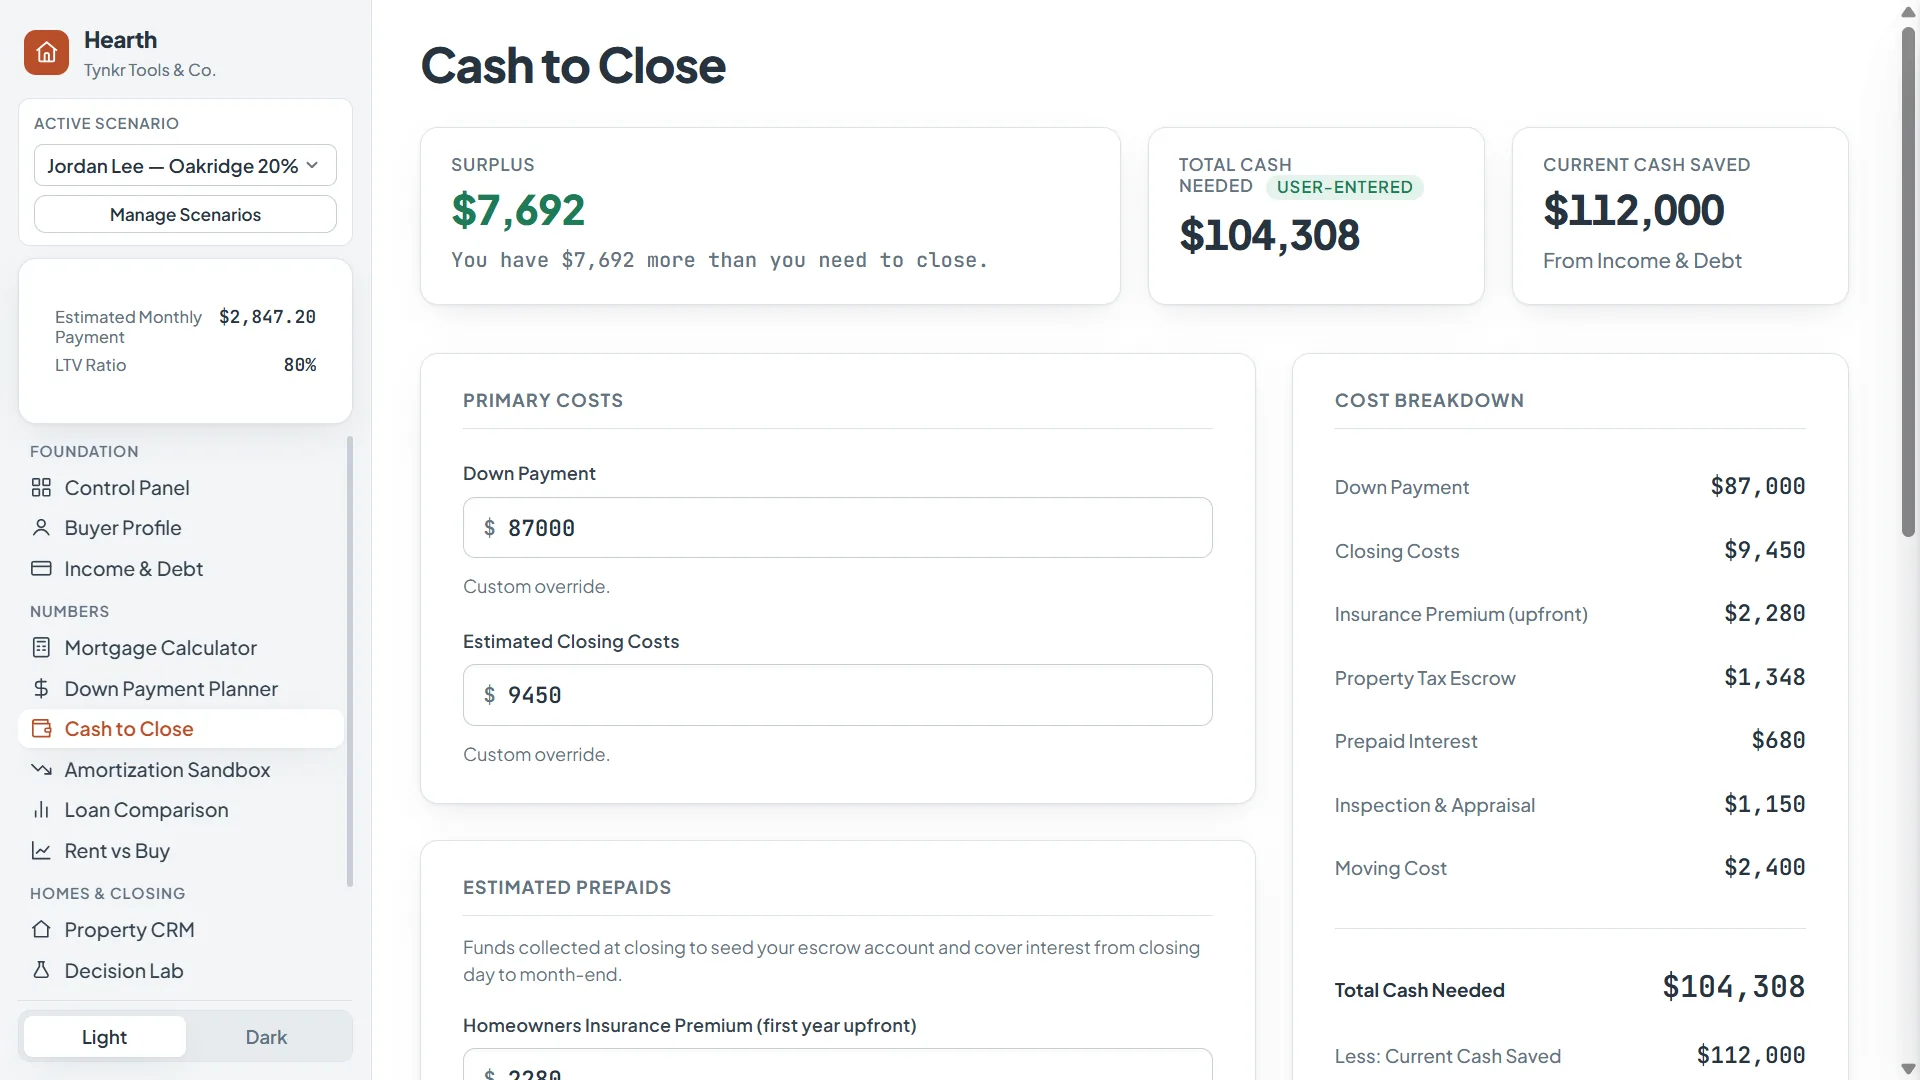 Hearth
Tynkr Tools & Co.
ACTIVE SCENARIO
Jordan Lee — Oakridge 20%
Manage Scenarios
Estimated Monthly Payment $2,847.20
LTV Ratio 80%
FOUNDATION
Control Panel
Buyer Profile
Income & Debt
NUMBERS
Mortgage Calculator
Down Payment Planner
Cash to Close
Amortization Sandbox
Loan Comparison
Rent vs Buy
HOMES & CLOSING
Property CRM
Decision Lab
Light Dark
Cash to Close
SURPLUS
$7,692
You have $7,692 more than you need to close.
TOTAL CASH
NEEDED USER-ENTERED
$104,308
CURRENT CASH SAVED
$112,000
From Income & Debt
PRIMARY COSTS
Down Payment
$ 87000
Custom override.
Estimated Closing Costs
$ 9450
Custom override.
ESTIMATED PREPAIDS
Funds collected at closing to seed your escrow account and cover interest from closing
day to month-end.
Homeowners Insurance Premium (first year upfront)
$ 2280
COST BREAKDOWN
Down Payment $87,000
Closing Costs $9,450
Insurance Premium (upfront) $2,280
Property Tax Escrow $1,348
Prepaid Interest $680
Inspection & Appraisal $1,150
Moving Cost $2,400
Total Cash Needed $104,308
Less: Current Cash Saved $112,000